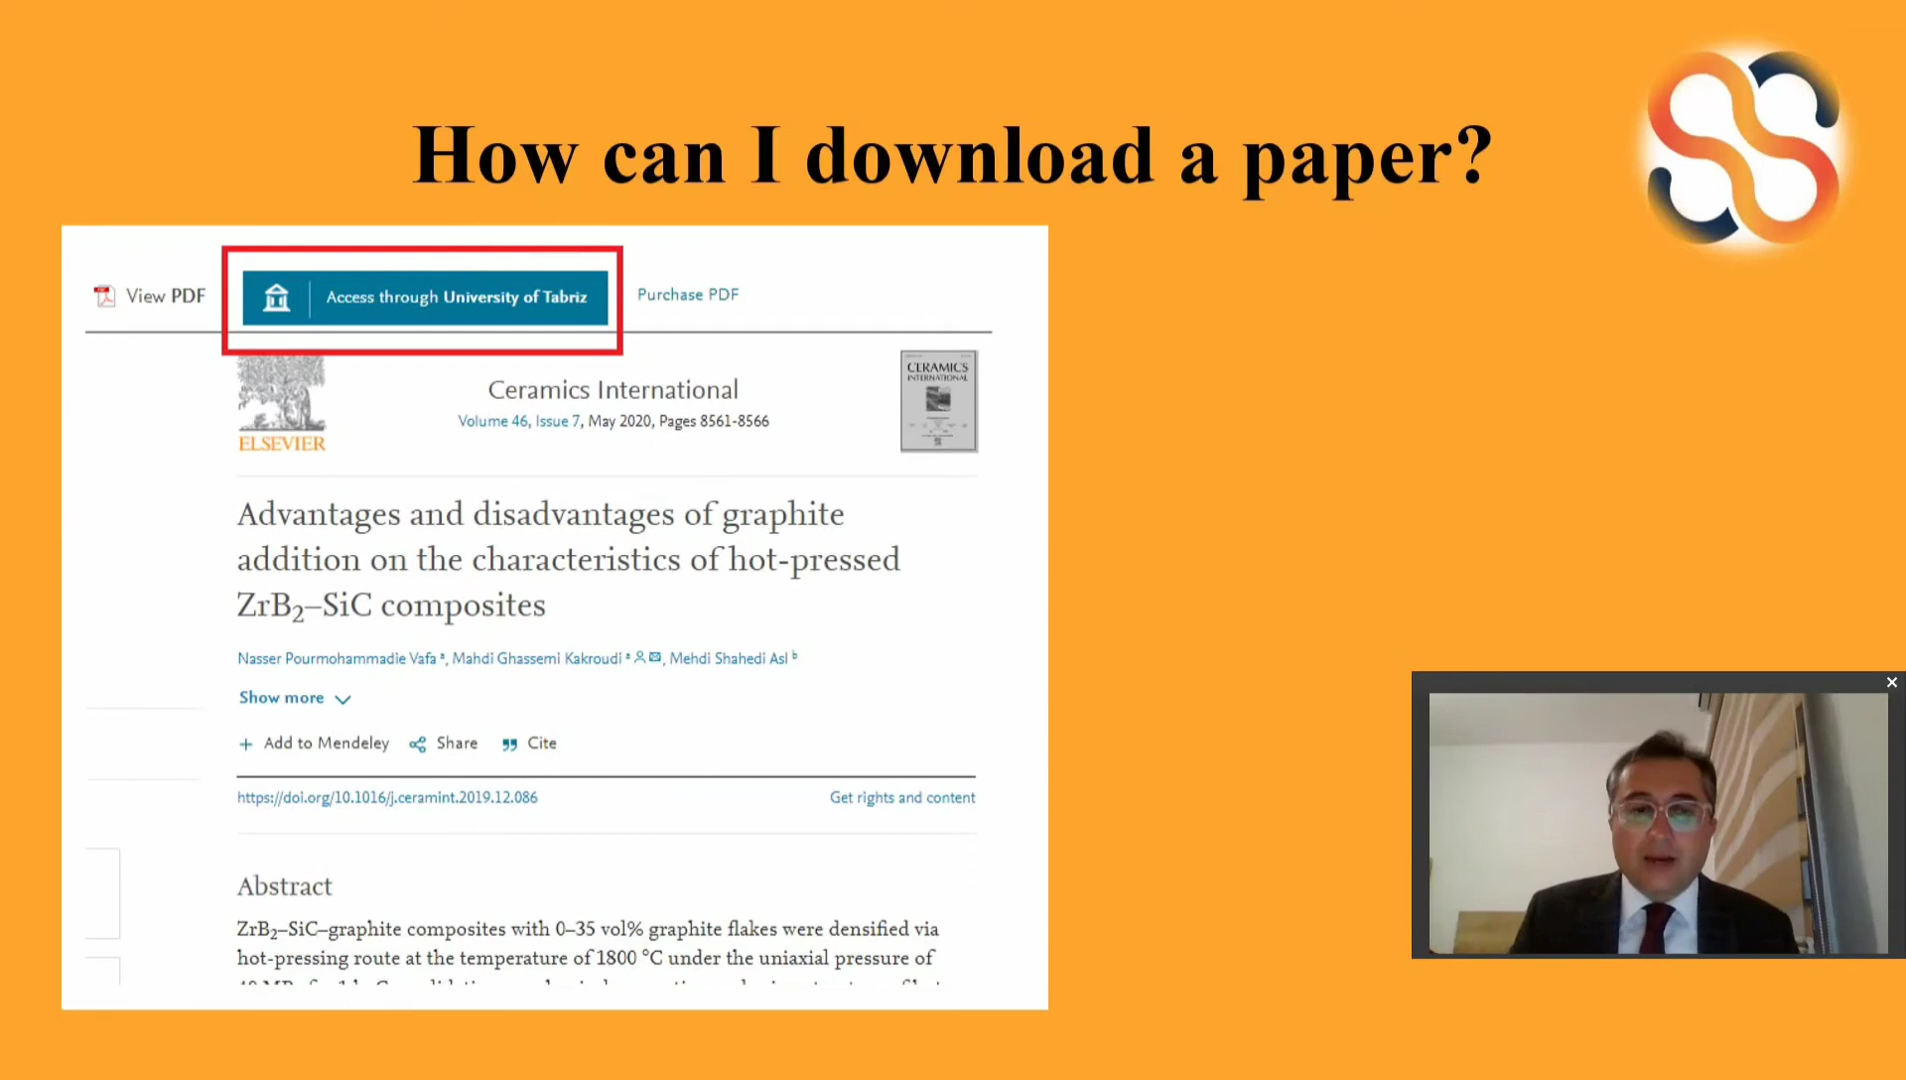 How can I download a paper?
View PDF
Access through University of Tabriz
Purchase PDF
ELSEVIER
Ceramics International
Volume 46, Issue 7, May 2020, Pages 8561-8566
CERAMICS
INTERNATIONAL
Advantages and disadvantages of graphite
addition on the characteristics of hot-pressed
ZrB₂–SiC composites
Nasser Pourmohammadie Vafa ª, Mahdi Ghassemi Kakroudi ª, Mehdi Shahedi Asl ᵇ
Show more
+ Add to Mendeley Share Cite
https://doi.org/10.1016/j.ceramint.2019.12.086
Get rights and content
Abstract
ZrB₂–SiC–graphite composites with 0–35 vol% graphite flakes were densified via
hot-pressing route at the temperature of 1800 °C under the uniaxial pressure of